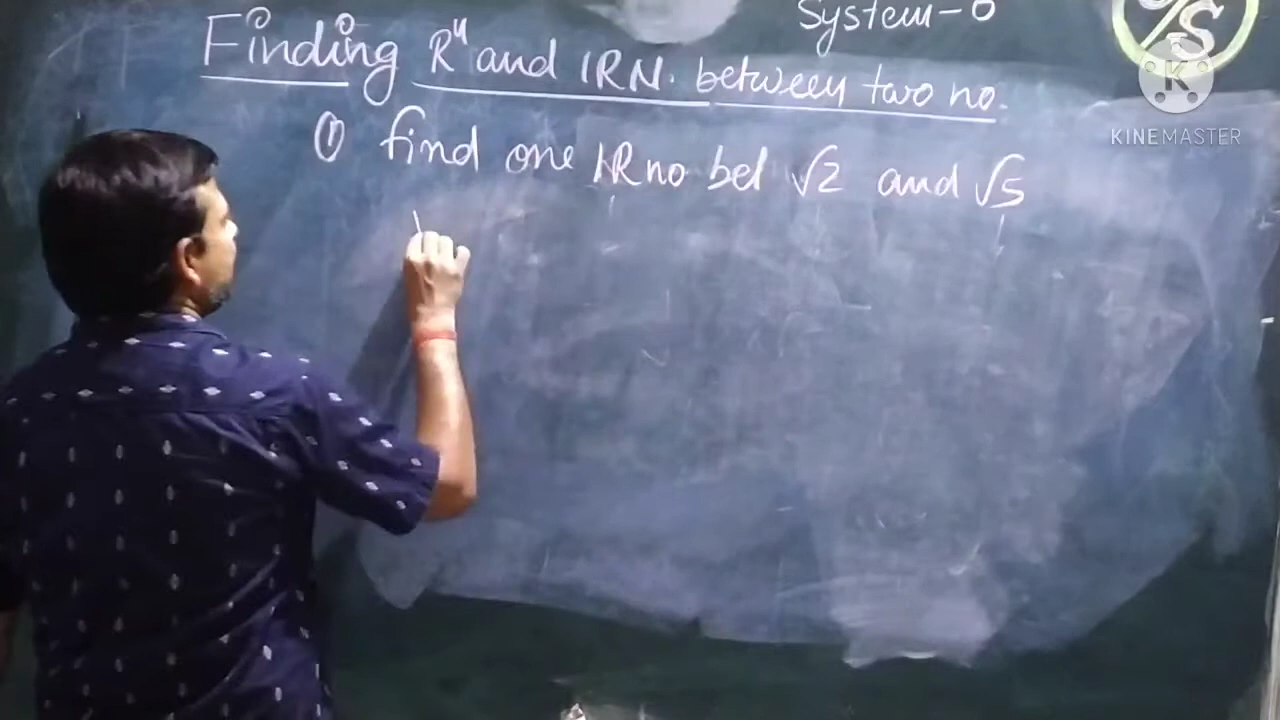 System-6
Finding R" and IRN. between two no.
① find one IR no bet √2 and √5
S
K
KINEMASTER